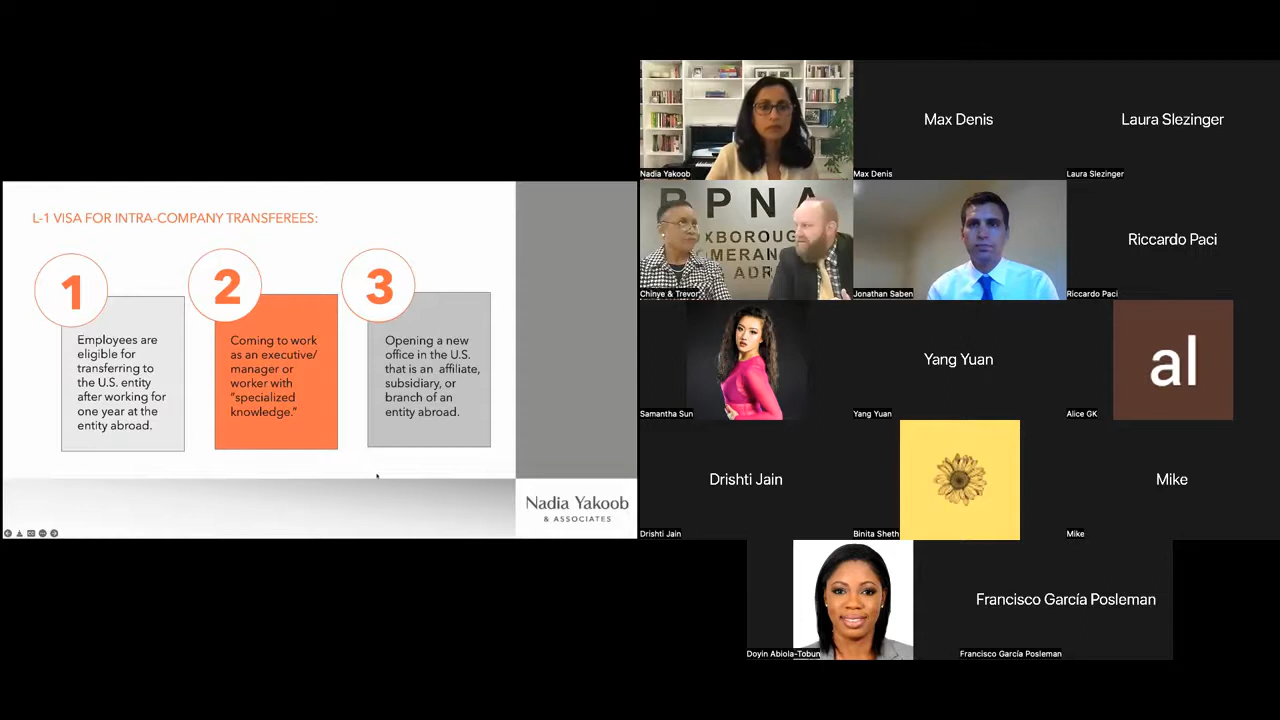 L-1 VISA FOR INTRA-COMPANY TRANSFEREES:
1
Employees are
eligible for
transferring to
the U.S. entity
after working for
one year at the
entity abroad.
2
Coming to work
as an executive/
manager or
worker with
"specialized
knowledge."
3
Opening a new
office in the U.S.
that is an affiliate,
subsidiary, or
branch of an
entity abroad.
Nadia Yakoob
& ASSOCIATES
Nadia Yakoob
Max Denis
Max Denis
Laura Slezinger
Laura Slezinger
RPNA
XBOROUG
MERAN
ADR
Chinye & Trevor
Jonathan Saben
Riccardo Paci
Riccardo Paci
Samantha Sun
Yang Yuan
Yang Yuan
al
Alice GK
Drishti Jain
Drishti Jain
Binita Sheth
Mike
Mike
Doyin Abiola-Tobun
Francisco García Posleman
Francisco García Posleman